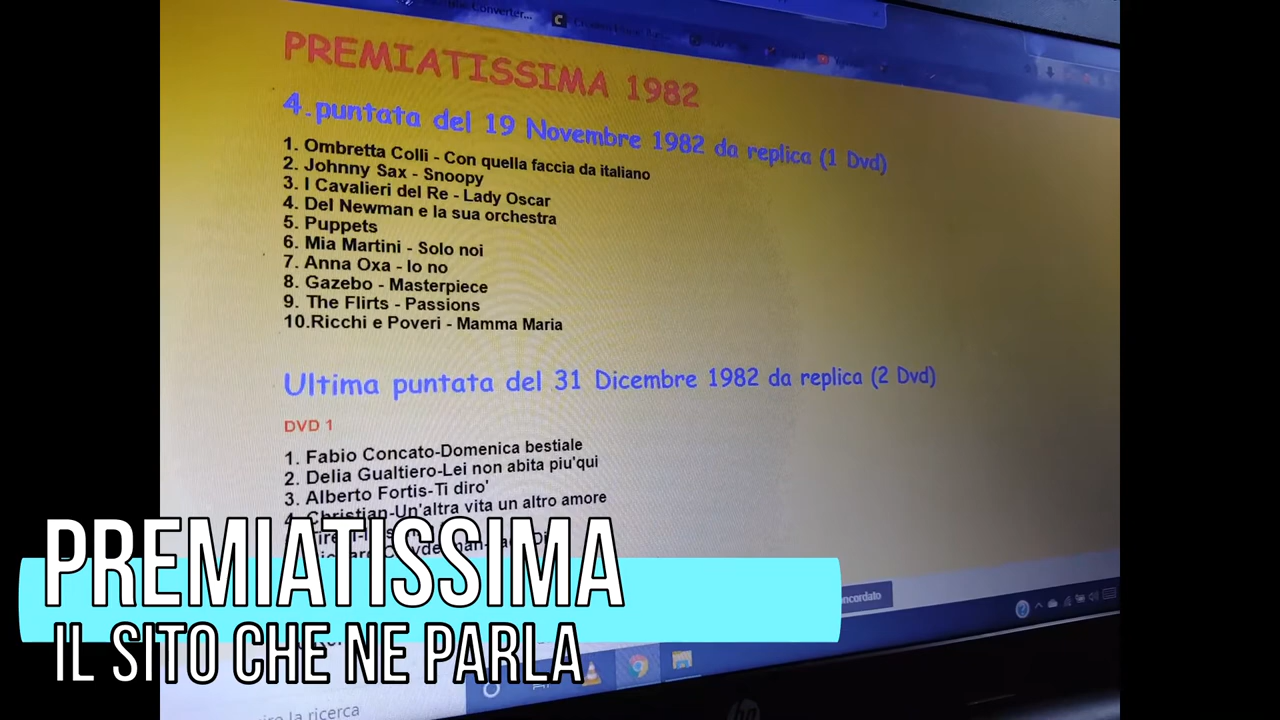 Converter...
PREMIATISSIMA 1982
4.puntata del 19 Novembre 1982 da replica (1 Dvd)
1. Ombretta Colli - Con quella faccia da italiano
2. Johnny Sax - Snoopy
3. I Cavalieri del Re - Lady Oscar
4. Del Newman e la sua orchestra
5. Puppets
6. Mia Martini - Solo noi
7. Anna Oxa - Io no
8. Gazebo - Masterpiece
9. The Flirts - Passions
10.Ricchi e Poveri - Mamma Maria
Ultima puntata del 31 Dicembre 1982 da replica (2 Dvd)
DVD 1
1. Fabio Concato-Domenica bestiale
2. Delia Gualtiero-Lei non abita piu'qui
3. Alberto Fortis-Ti diro'
4. Christian-Un'altra vita un altro amore
PREMIATISSIMA
IL SITO CHE NE PARLA
la ricerca
hp